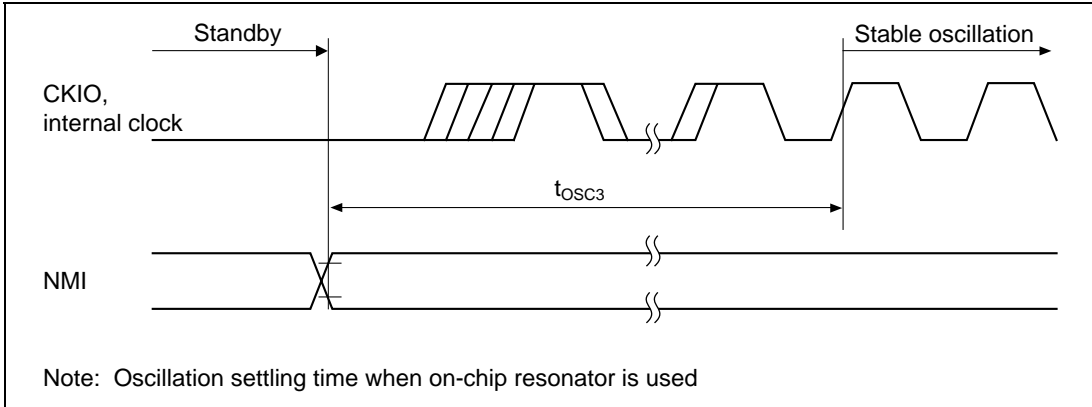 Standby
Stable oscillation
CKIO,
internal clock
tOSC3
NMI
Note: Oscillation settling time when on-chip resonator is used